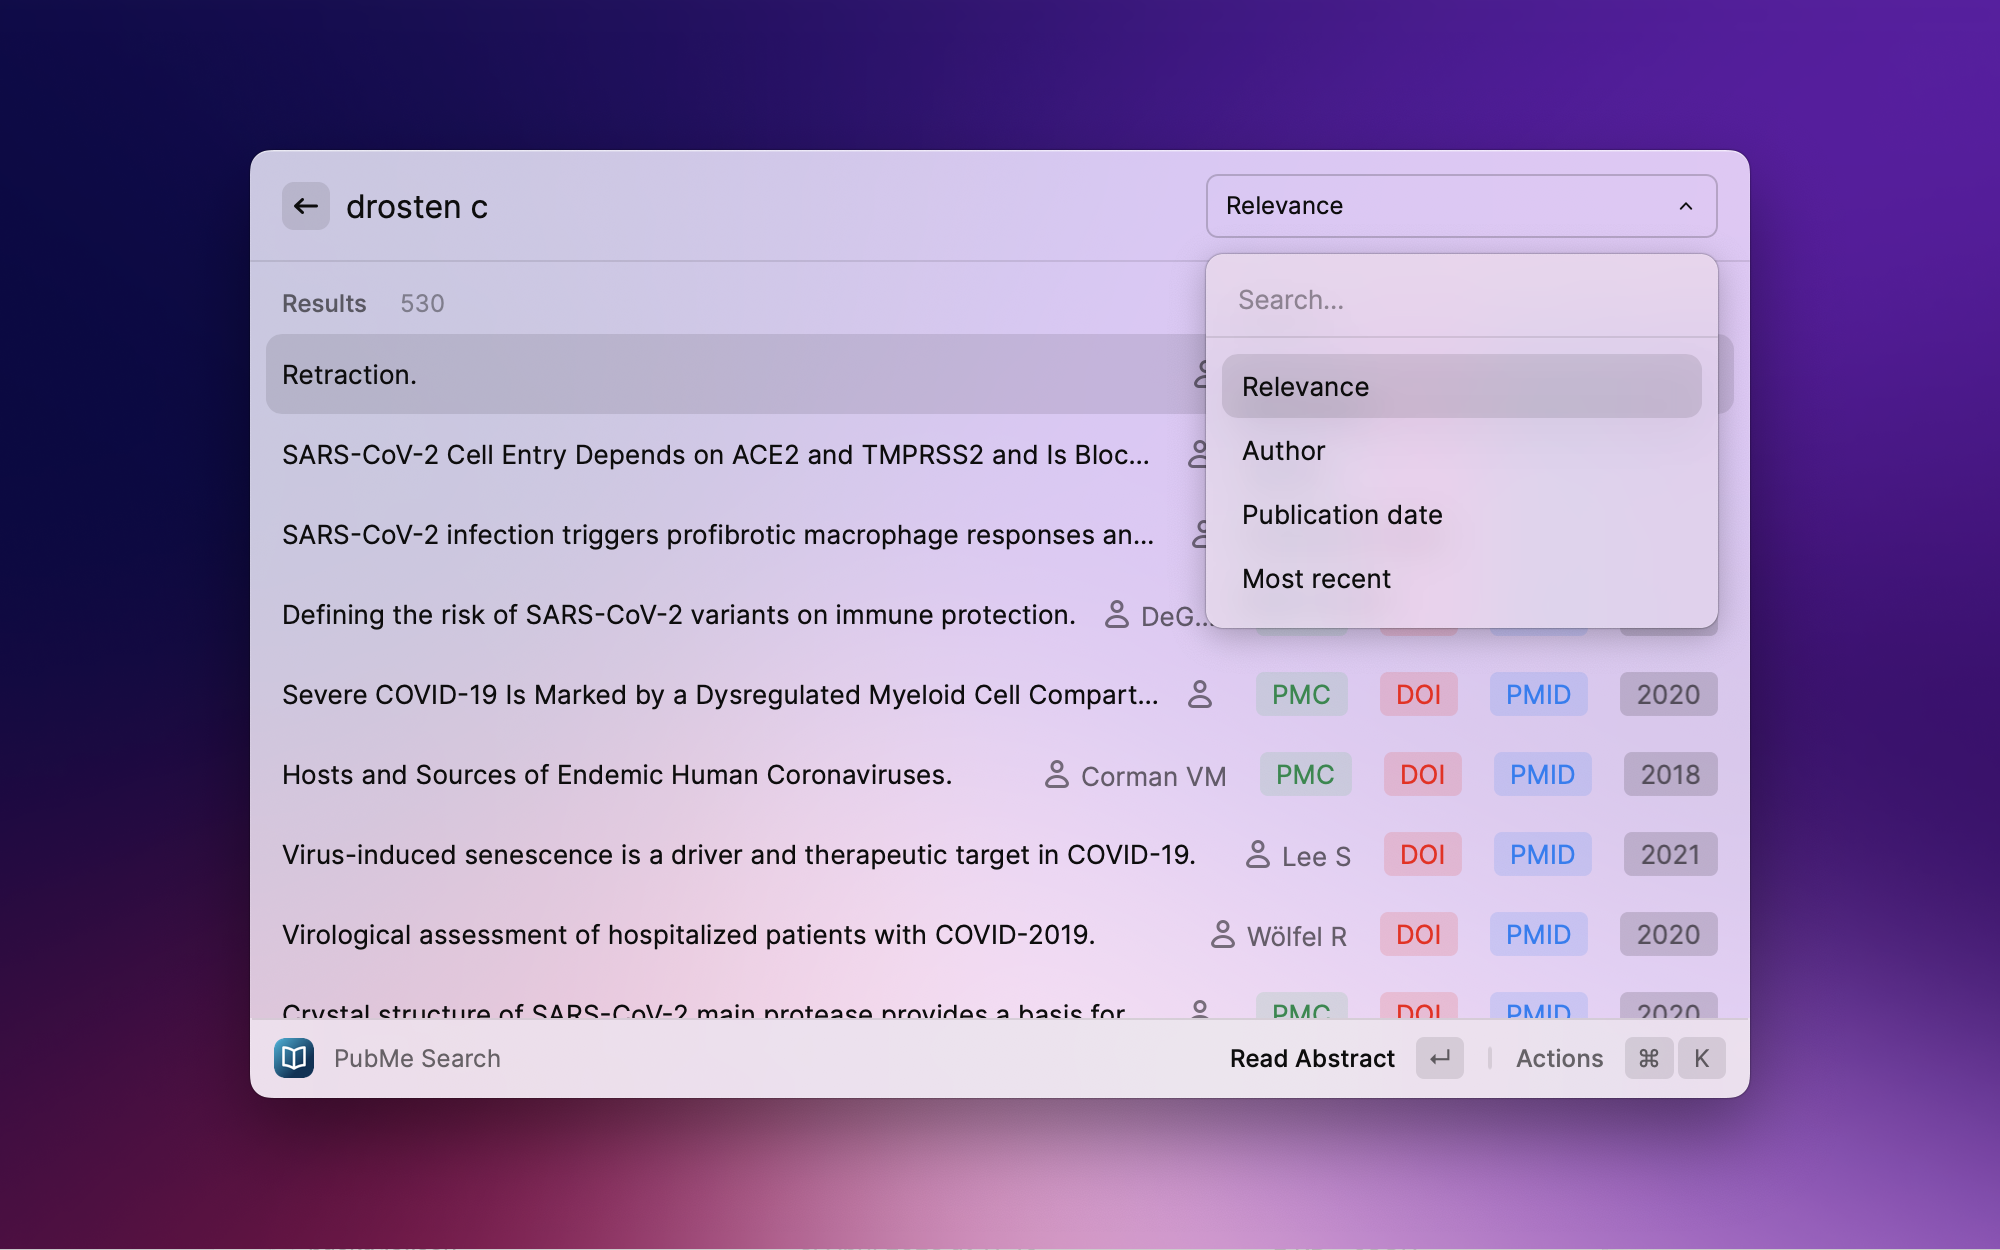 drosten c
Relevance
Results 530
Search...
Retraction.
Relevance
SARS-CoV-2 Cell Entry Depends on ACE2 and TMPRSS2 and Is Bloc...
Author
SARS-CoV-2 infection triggers profibrotic macrophage responses an...
Publication date
Most recent
Defining the risk of SARS-CoV-2 variants on immune protection. DeG...
Severe COVID-19 Is Marked by a Dysregulated Myeloid Cell Compart... PMC DOI PMID 2020
Hosts and Sources of Endemic Human Coronaviruses. Corman VM PMC DOI PMID 2018
Virus-induced senescence is a driver and therapeutic target in COVID-19. Lee S DOI PMID 2021
Virological assessment of hospitalized patients with COVID-2019. Wölfel R DOI PMID 2020
Crystal structure of SARS-CoV-2 main protease provides a basis for PMC DOI PMID 2020
PubMe Search Read Abstract ↵ Actions ⌘ K